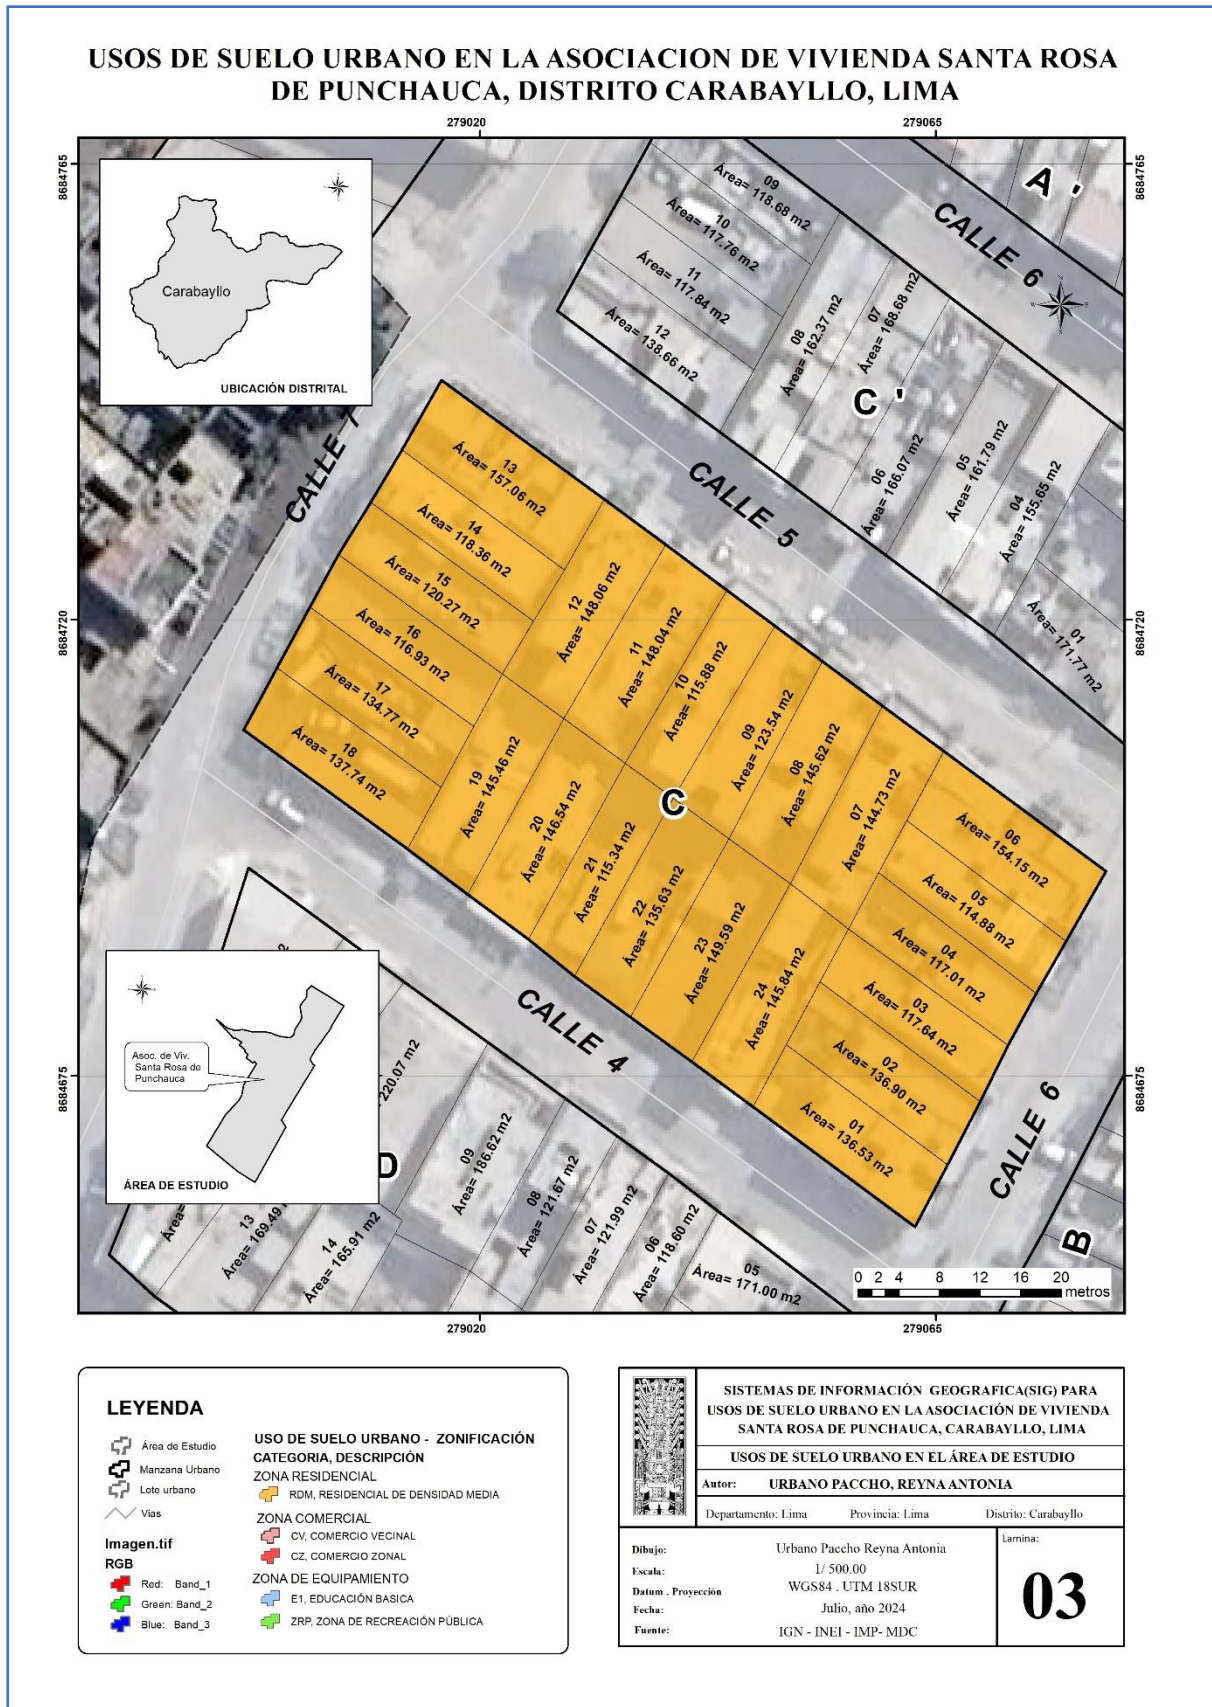 USOS DE SUELO URBANO EN LA ASOCIACION DE VIVIENDA SANTA ROSA
DE PUNCHAUCA, DISTRITO CARABAYLLO, LIMA
279020
279065
8684765
8684765
8684720
8684720
8684675
8684675
Carabayllo
UBICACIÓN DISTRITAL
A '
CALLE 6
09
Área= 118.68 m2
10
Área= 117.76 m2
11
Área= 117.84 m2
12
Área= 138.66 m2
08
Área= 162.37 m2
07
Área= 168.68 m2
C '
06
Área= 166.07 m2
05
Área= 161.79 m2
04
Área= 155.65 m2
01
Área= 171.77 m2
CALLE 7
CALLE 5
13
Área= 157.06 m2
14
Área= 118.36 m2
15
Área= 120.27 m2
16
Área= 116.93 m2
17
Área= 134.77 m2
18
Área= 137.74 m2
12
Área= 148.06 m2
11
Área= 148.04 m2
10
Área= 115.88 m2
09
Área= 123.54 m2
08
Área= 145.62 m2
07
Área= 144.73 m2
C
19
Área= 145.46 m2
20
Área= 146.54 m2
21
Área= 115.34 m2
22
Área= 135.63 m2
23
Área= 149.59 m2
24
Área= 145.84 m2
06
Área= 154.15 m2
05
Área= 114.88 m2
04
Área= 117.01 m2
03
Área= 117.64 m2
02
Área= 136.90 m2
01
Área= 136.53 m2
CALLE 4
CALLE 6
B
Asoc. de Viv.
Santa Rosa de
Punchauca
ÁREA DE ESTUDIO
D
220.07 m2
09
Área= 186.62 m2
08
Área= 121.67 m2
07
Área= 121.99 m2
06
Área= 118.60 m2
05
Área= 171.00 m2
Área=
13
Área= 169.49
14
Área= 165.91 m2
0 2 4 8 12 16 20
metros
279020
279065
LEYENDA
Área de Estudio
Manzana Urbano
Lote urbano
Vias
Imagen.tif
RGB
Red: Band_1
Green: Band_2
Blue: Band_3
USO DE SUELO URBANO - ZONIFICACIÓN
CATEGORIA, DESCRIPCIÓN
ZONA RESIDENCIAL
RDM, RESIDENCIAL DE DENSIDAD MEDIA
ZONA COMERCIAL
CV, COMERCIO VECINAL
CZ, COMERCIO ZONAL
ZONA DE EQUIPAMIENTO
E1, EDUCACIÓN BASICA
ZRP, ZONA DE RECREACIÓN PÚBLICA
SISTEMAS DE INFORMACIÓN GEOGRAFICA(SIG) PARA
USOS DE SUELO URBANO EN LA ASOCIACIÓN DE VIVIENDA
SANTA ROSA DE PUNCHAUCA, CARABAYLLO, LIMA
USOS DE SUELO URBANO EN EL ÁREA DE ESTUDIO
Autor: URBANO PACCHO, REYNA ANTONIA
Departamento: Lima Provincia: Lima Distrito: Carabayllo
Dibujo: Urbano Paccho Reyna Antonia
Escala: 1/ 500.00
Datum . Proyección WGS84 . UTM 18SUR
Fecha: Julio, año 2024
Fuente: IGN - INEI - IMP- MDC
Lamina:
03